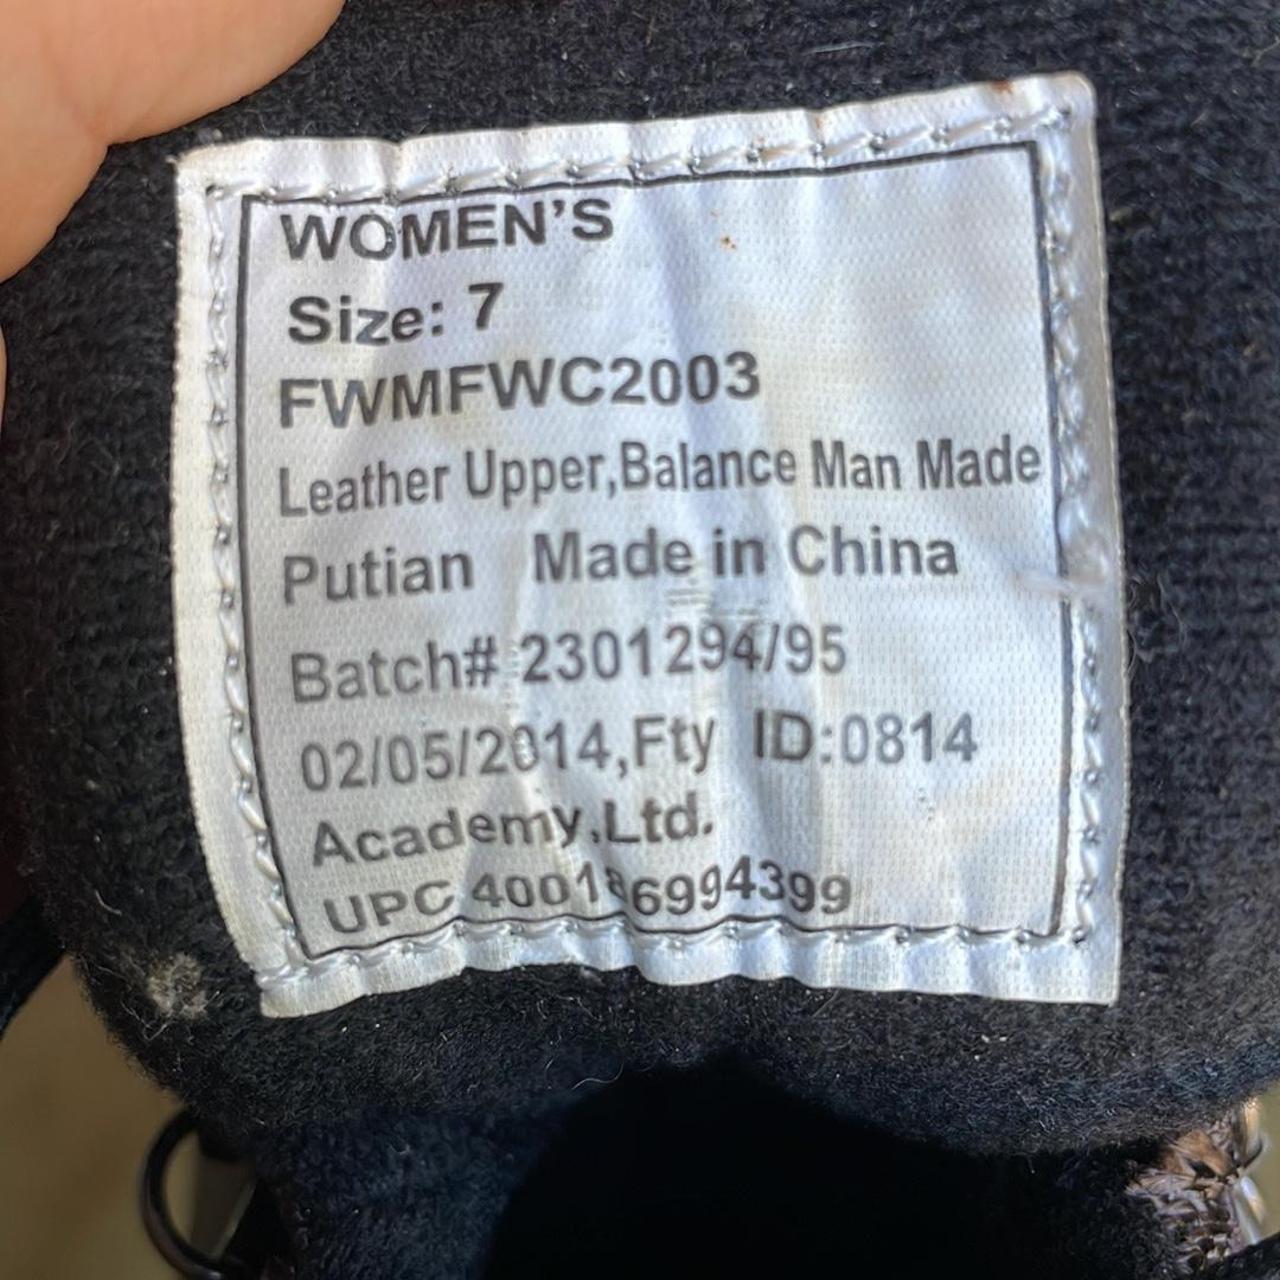 WOMEN'S
Size: 7
FWMFWC2003
Leather Upper,Balance Man Made
Putian Made in China
Batch# 2301294/95
02/05/2014,Fty ID:0814
Academy,Ltd.
UPC 400186994399